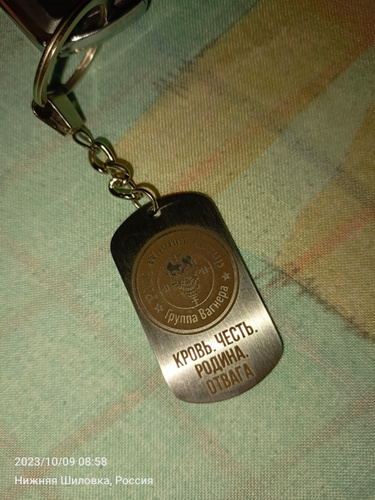 Группа Вагнера
КРОВЬ. ЧЕСТЬ.
РОДИНА.
ОТВАГА
2023/10/09 08:58
Нижняя Шиловка, Россия